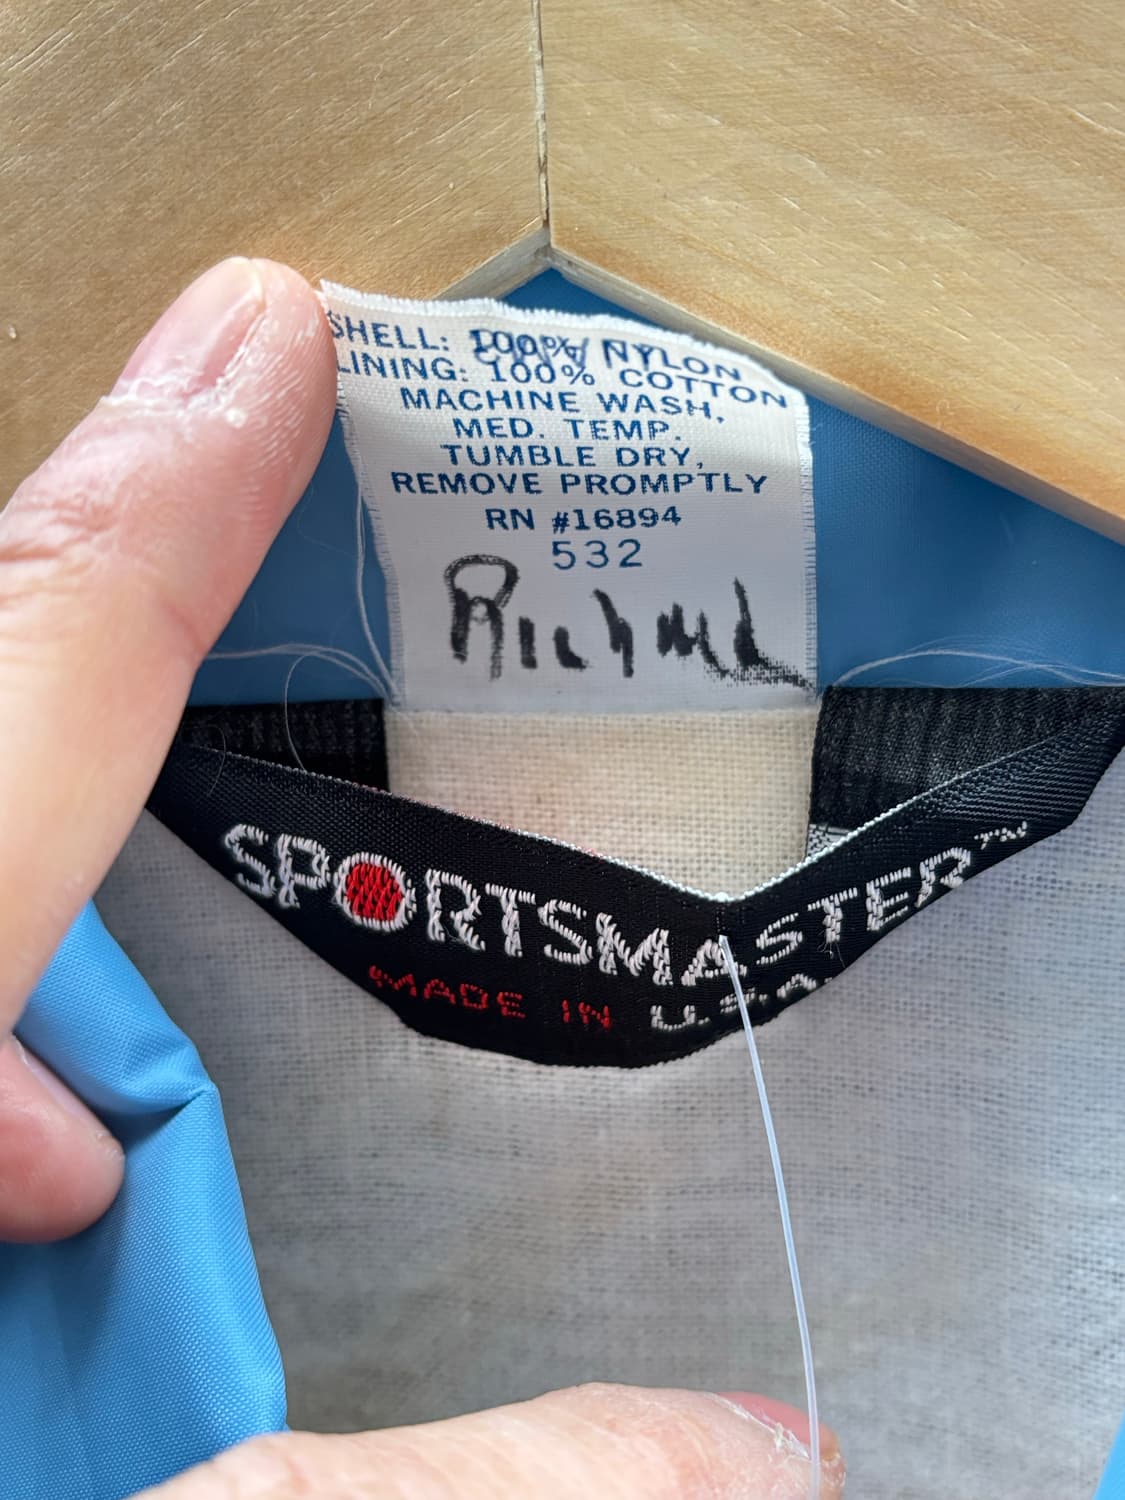 SHELL: 100% NYLON
LINING: 100% COTTON
MACHINE WASH,
MED. TEMP.
TUMBLE DRY,
REMOVE PROMPTLY
RN #16894
532
Richard
SPORTSMASTER™
MADE IN U.S.A.